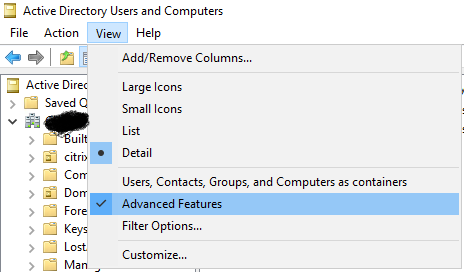 Active Directory Users and Computers
File Action View Help
Add/Remove Columns...
Large Icons
Small Icons
List
Detail
Users, Contacts, Groups, and Computers as containers
Advanced Features
Filter Options...
Customize...
Active Direc
Saved Q
Built
citrix
Com
Dom
Fore
Keys
Lost
Mana